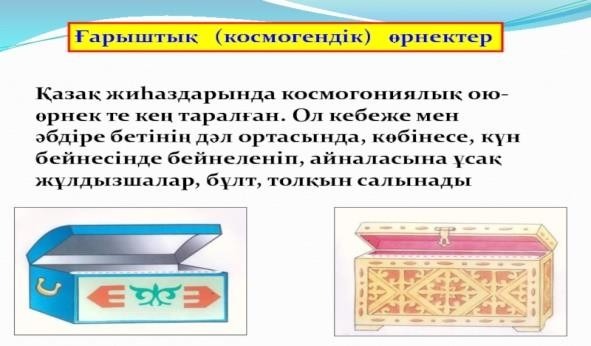 Ғарыштық (космогендік) өрнектер
Қазақ жиһаздарында космогониялық ою-
өрнек те кең таралған. Ол кебеже мен
әбдіре бетінің дәл ортасында, көбінесе, күн
бейнесінде бейнеленіп, айналасына ұсақ
жұлдызшалар, бұлт, толқын салынады